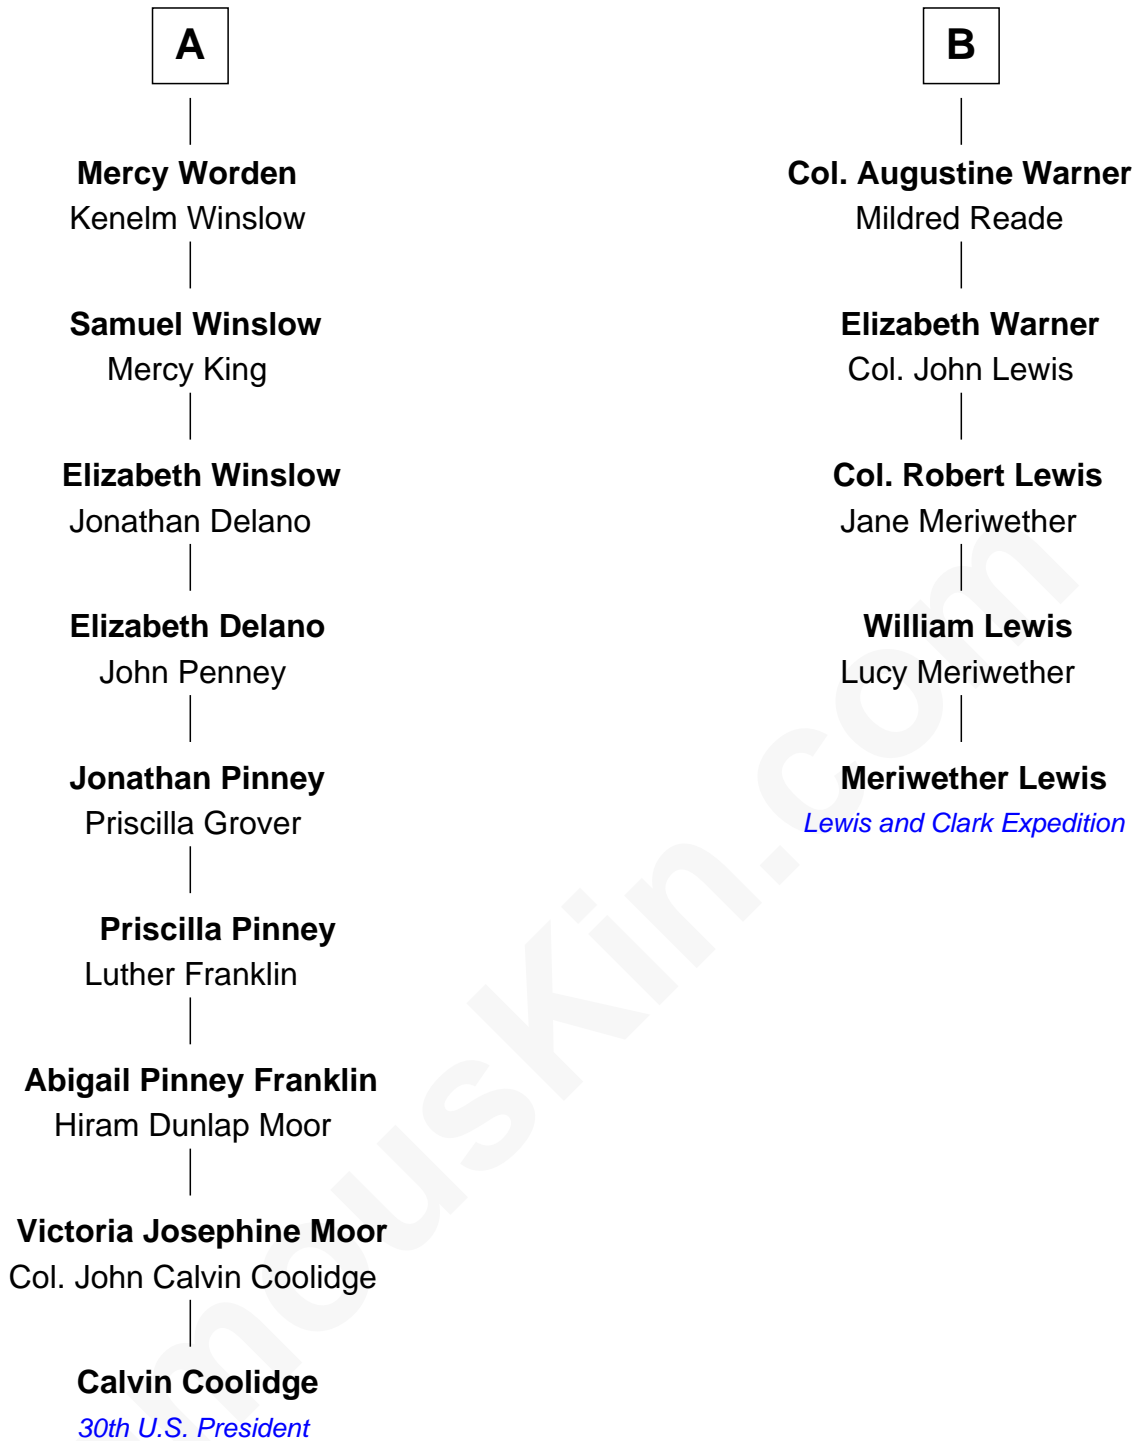 A
Mercy Worden
Kenelm Winslow
Samuel Winslow
Mercy King
Elizabeth Winslow
Jonathan Delano
Elizabeth Delano
John Penney
Jonathan Pinney
Priscilla Grover
Priscilla Pinney
Luther Franklin
Abigail Pinney Franklin
Hiram Dunlap Moor
Victoria Josephine Moor
Col. John Calvin Coolidge
Calvin Coolidge
30th U.S. President
B
Col. Augustine Warner
Mildred Reade
Elizabeth Warner
Col. John Lewis
Col. Robert Lewis
Jane Meriwether
William Lewis
Lucy Meriwether
Meriwether Lewis
Lewis and Clark Expedition
mousKin.com